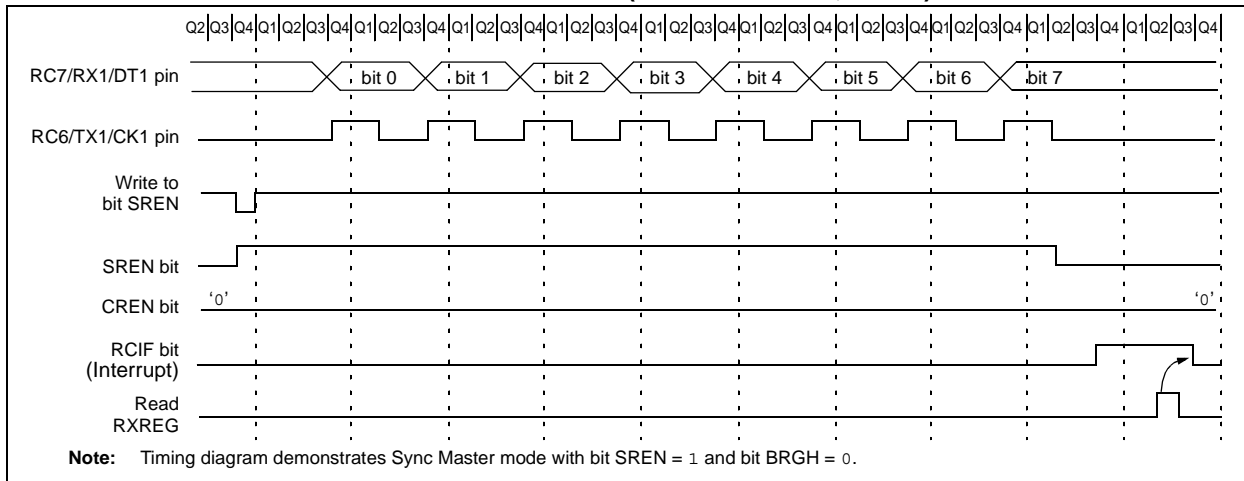 Q2 Q3 Q4 Q1 Q2 Q3 Q4 Q1 Q2 Q3 Q4 Q1 Q2 Q3 Q4 Q1 Q2 Q3 Q4 Q1 Q2 Q3 Q4 Q1 Q2 Q3 Q4 Q1 Q2 Q3 Q4 Q1 Q2 Q3 Q4 Q1 Q2 Q3 Q4 Q1 Q2 Q3 Q4
RC7/RX1/DT1 pin bit 0 bit 1 bit 2 bit 3 bit 4 bit 5 bit 6 bit 7
RC6/TX1/CK1 pin
Write to
bit SREN
SREN bit
CREN bit ‘0’ ‘0’
RCIF bit
(Interrupt)
Read
RXREG
Note: Timing diagram demonstrates Sync Master mode with bit SREN = 1 and bit BRGH = 0.